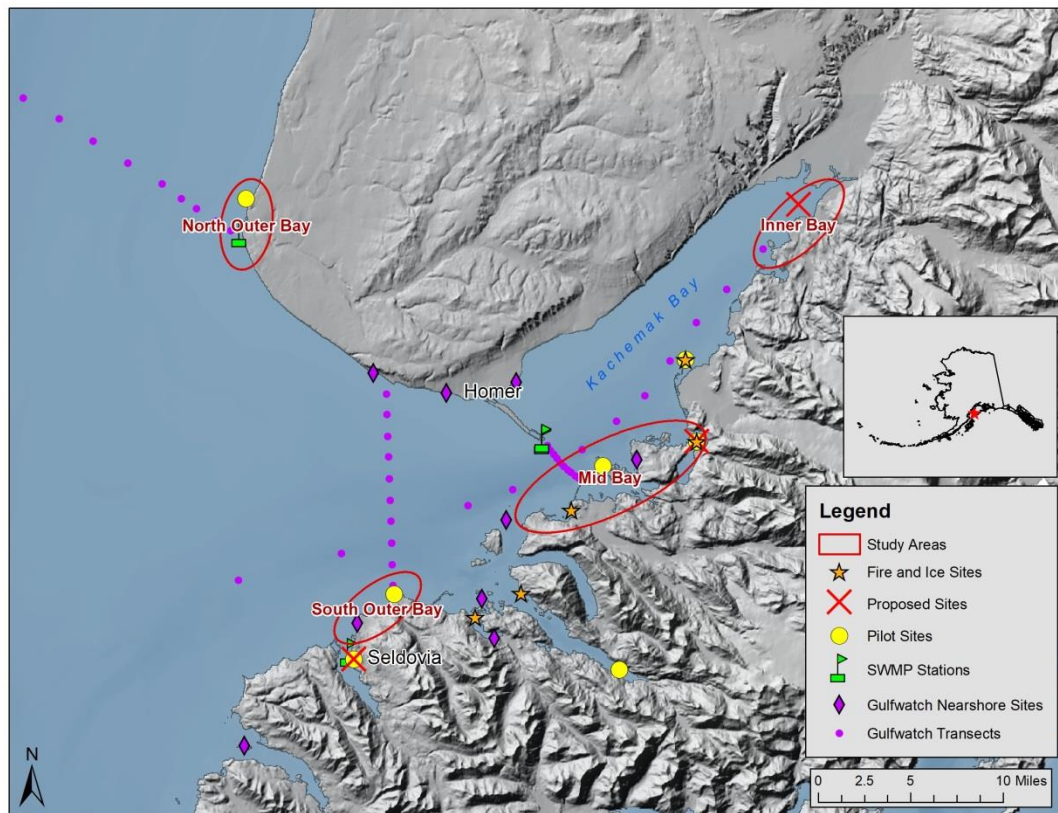 North Outer Bay
Inner Bay
Kachemak Bay
Homer
Mid Bay
South Outer Bay
Seldovia
N
Legend
Study Areas
Fire and Ice Sites
Proposed Sites
Pilot Sites
SWMP Stations
Gulfwatch Nearshore Sites
Gulfwatch Transects
0 2.5 5 10 Miles